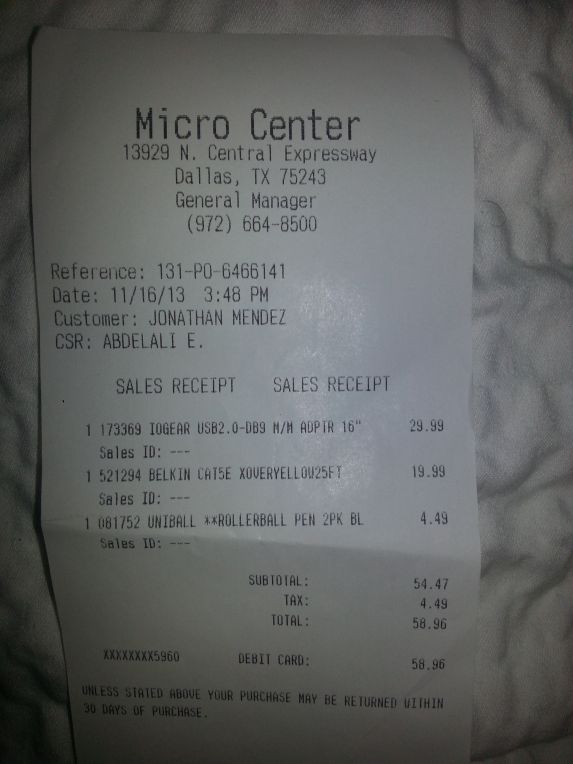 Micro Center
13929 N. Central Expressway
Dallas, TX 75243
General Manager
(972) 664-8500
Reference: 131-PO-6466141
Date: 11/16/13 3:48 PM
Customer: JONATHAN MENDEZ
CSR: ABDELALI E.
SALES RECEIPT SALES RECEIPT
1 173369 IOGEAR USB2.0-DB9 M/M ADPTR 16" 29.99
Sales ID: ---
1 521294 BELKIN CAT5E XOVERYELLOW25FT 19.99
Sales ID: ---
1 081752 UNIBALL **ROLLERBALL PEN 2PK BL 4.49
Sales ID: ---
SUBTOTAL: 54.47
TAX: 4.49
TOTAL: 58.96
XXXXXXXX5960 DEBIT CARD: 58.96
UNLESS STATED ABOVE YOUR PURCHASE MAY BE RETURNED WITHIN
30 DAYS OF PURCHASE.